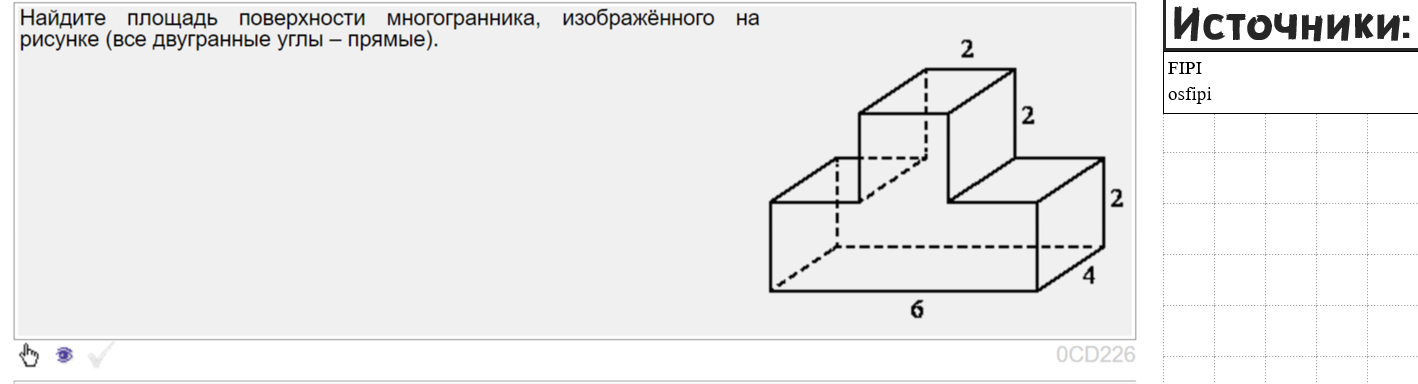 Найдите площадь поверхности многогранника, изображённого на
рисунке (все двугранные углы – прямые).
2
2
2
4
6
0CD226
Источники:
FIPI
osfipi